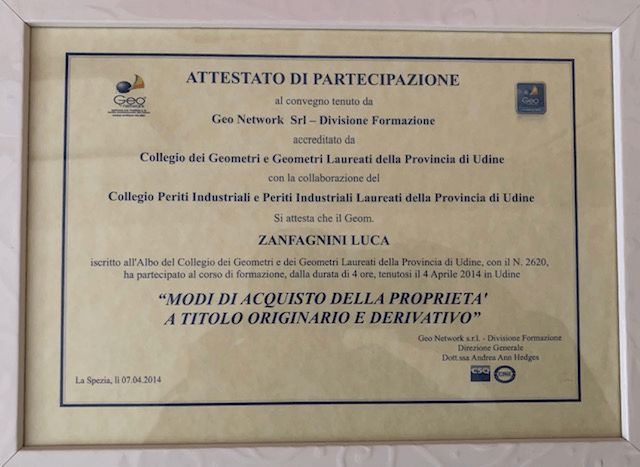 ATTESTATO DI PARTECIPAZIONE
al convegno tenuto da
Geo Network Srl – Divisione Formazione
accreditato da
Collegio dei Geometri e Geometri Laureati della Provincia di Udine
con la collaborazione del
Collegio Periti Industriali e Periti Industriali Laureati della Provincia di Udine
Si attesta che il Geom.
ZANFAGNINI LUCA
iscritto all'Albo del Collegio dei Geometri e dei Geometri Laureati della Provincia di Udine, con il N. 2620,
ha partecipato al corso di formazione, dalla durata di 4 ore, tenutosi il 4 Aprile 2014 in Udine
“MODI DI ACQUISTO DELLA PROPRIETA'
A TITOLO ORIGINARIO E DERIVATIVO”
Geo Network s.r.l. - Divisione Formazione
Direzione Generale
Dott.ssa Andrea Ann Hedges
CSQ
La Spezia, lì 07.04.2014
Geo
network
Geo